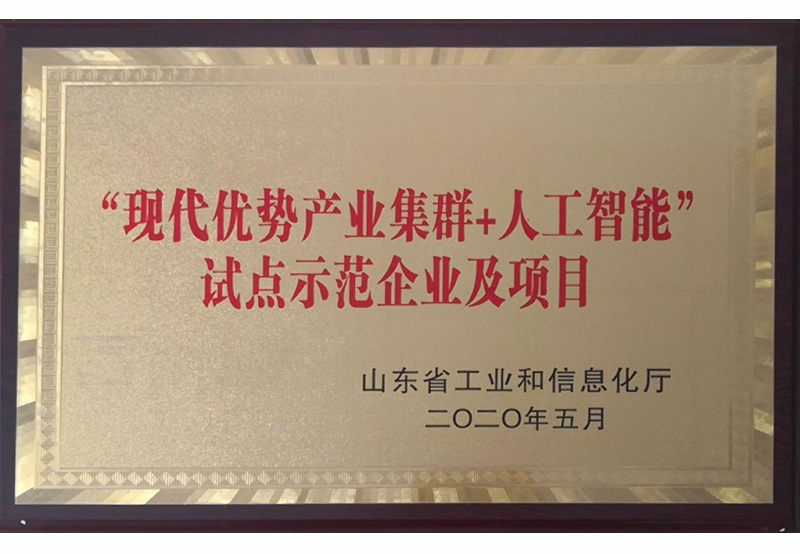 “现代优势产业集群+人工智能”
试点示范企业及项目
山东省工业和信息化厅
二〇二〇年五月